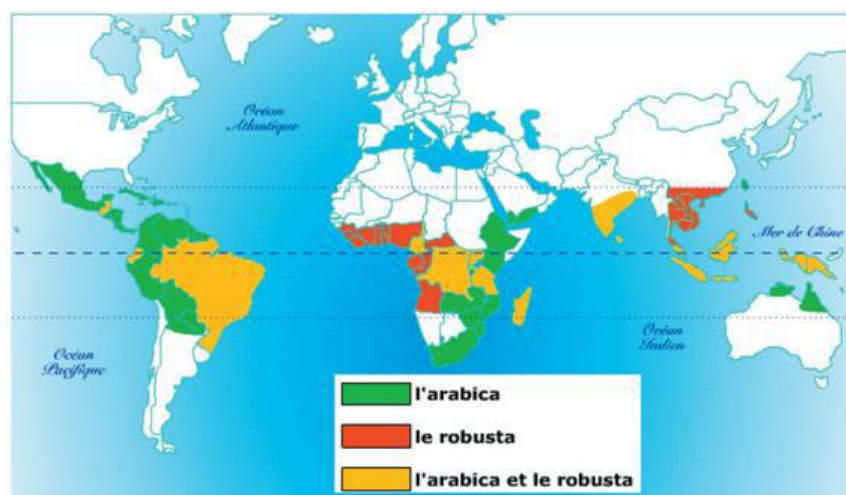 Océan
Atlantique
Mer de Chine
Océan
Pacifique
Océan
Indien
l'arabica
le robusta
l'arabica et le robusta